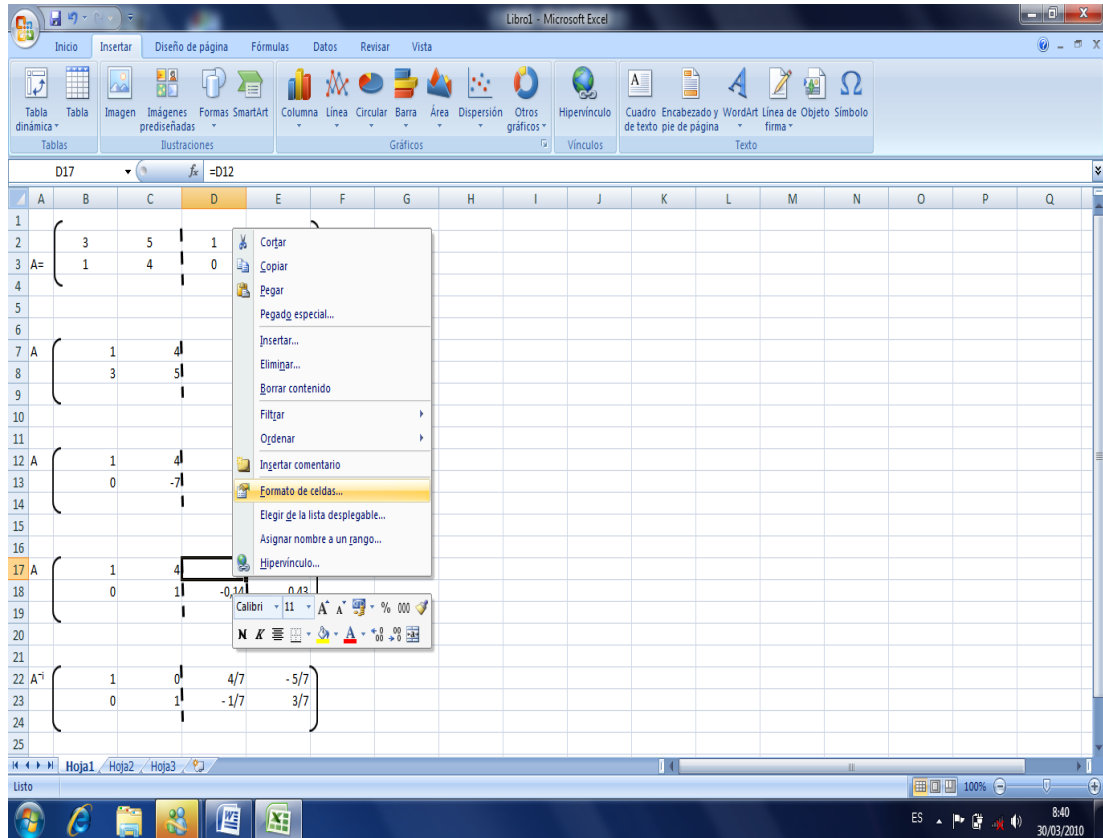 Libro1 - Microsoft Excel
Inicio Insertar Diseño de página Fórmulas Datos Revisar Vista
Tabla dinámica Tabla Imagen Imágenes prediseñadas Formas SmartArt Columna Línea Circular Barra Área Dispersión Otros gráficos Hipervínculo Cuadro de texto Encabezado y pie de página WordArt Línea de firma Objeto Símbolo
Tablas Ilustraciones Gráficos Vínculos Texto
D17 fx =D12
A B C D E F G H I J K L M N O P Q
1
2 3 5 1
3 A= 1 4 0
4
5
6
7 A 1 4
8 3 5
9
10
11
12 A 1 4
13 0 -7
14
15
16
17 A 1 4
18 0 1 -0,14 0,43
19
20
21
22 A⁻ⁱ 1 0 4/7 - 5/7
23 0 1 - 1/7 3/7
24
25
Cortar
Copiar
Pegar
Pegado especial...
Insertar...
Eliminar...
Borrar contenido
Filtrar
Ordenar
Insertar comentario
Formato de celdas...
Elegir de la lista desplegable...
Asignar nombre a un rango...
Hipervínculo...
Calibri 11 A A % 000
N K A
Hoja1 Hoja2 Hoja3
Listo 100%
ES 8:40
30/03/2010